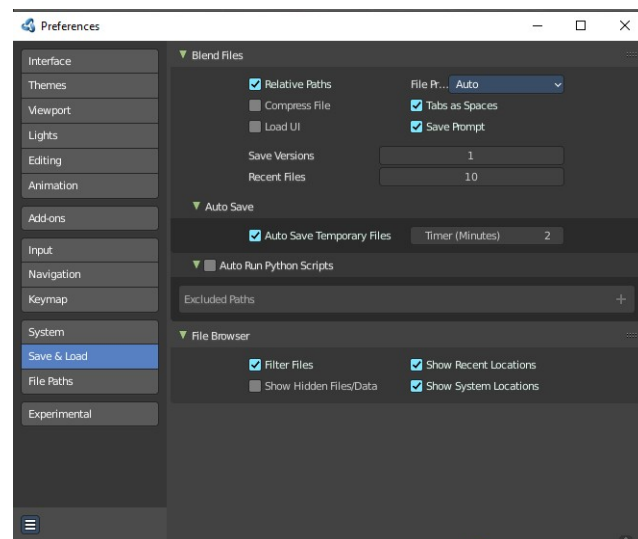 Preferences
Interface
Themes
Viewport
Lights
Editing
Animation
Add-ons
Input
Navigation
Keymap
System
Save & Load
File Paths
Experimental
Blend Files
Relative Paths File Pr... Auto
Compress File Tabs as Spaces
Load UI Save Prompt
Save Versions 1
Recent Files 10
Auto Save
Auto Save Temporary Files Timer (Minutes) 2
Auto Run Python Scripts
Excluded Paths
File Browser
Filter Files Show Recent Locations
Show Hidden Files/Data Show System Locations